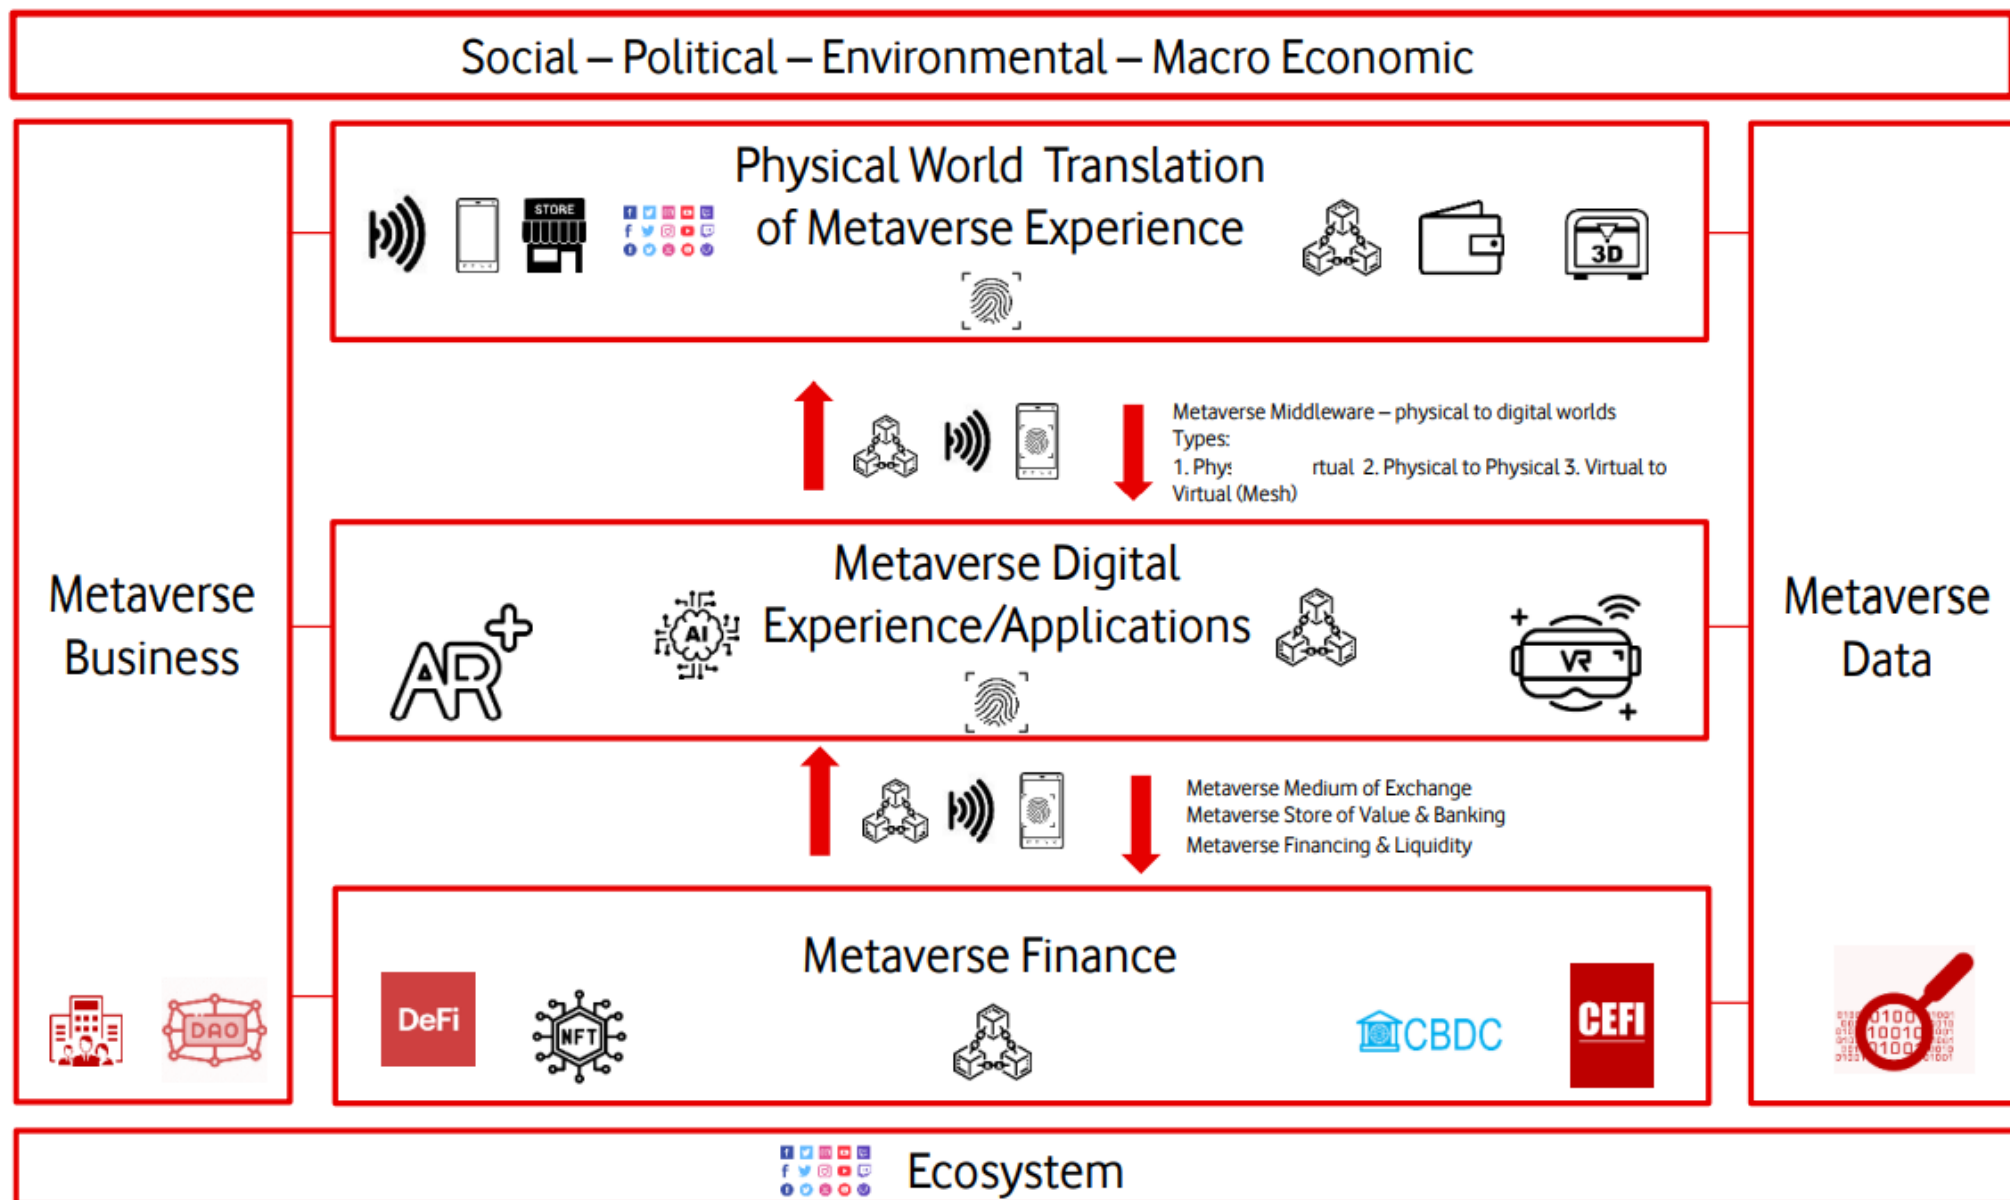 Social – Political – Environmental – Macro Economic
Physical World Translation
of Metaverse Experience
STORE
3D
Metaverse Middleware – physical to digital worlds
Types:
1. Phys rtual 2. Physical to Physical 3. Virtual to
Virtual (Mesh)
Metaverse
Business
Metaverse Digital
Experience/Applications
AR
AI
VR
Metaverse
Data
Metaverse Medium of Exchange
Metaverse Store of Value & Banking
Metaverse Financing & Liquidity
Metaverse Finance
DAO
DeFi
NFT
CBDC
CEFI
Ecosystem